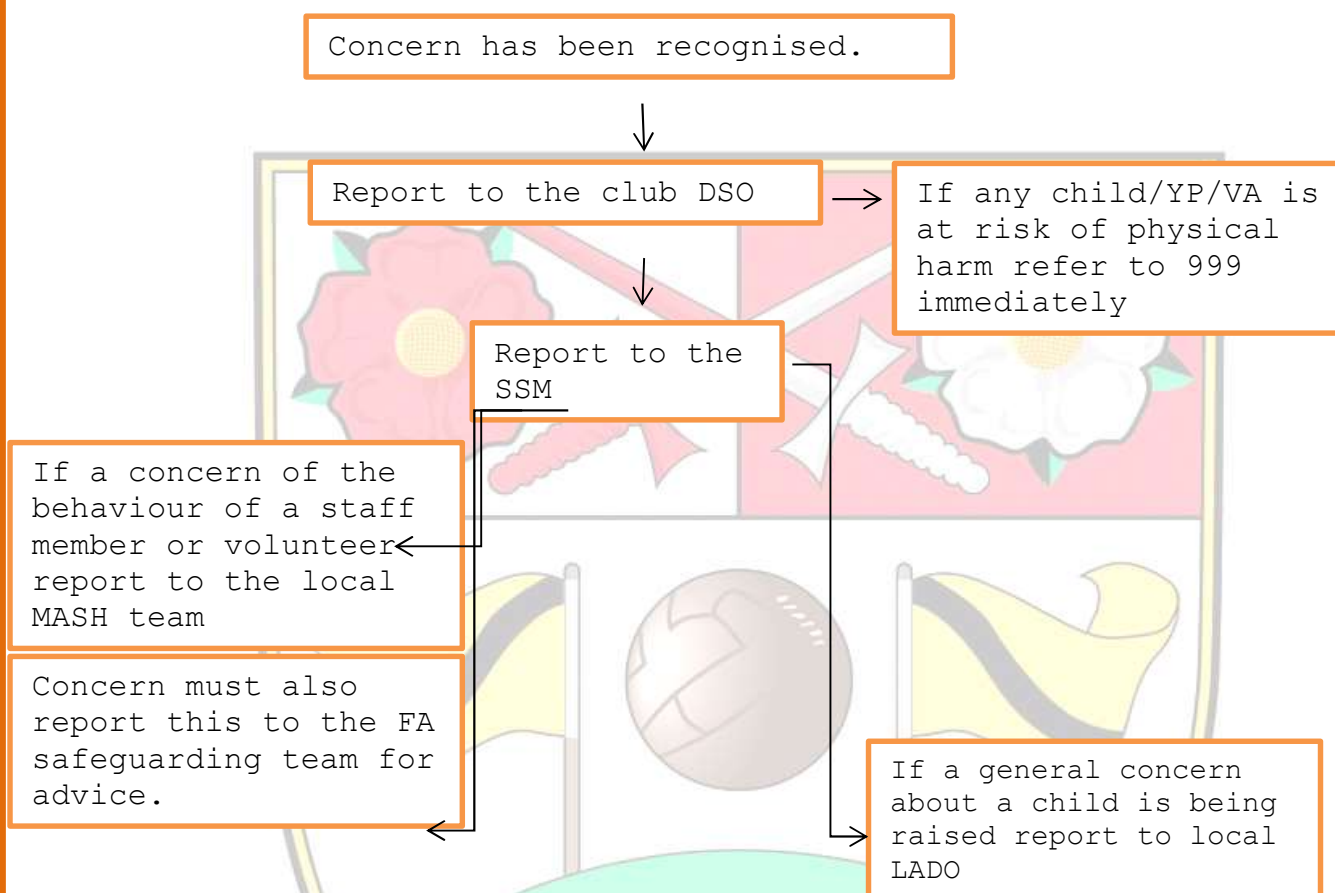 Concern has been recognised.
Report to the club DSO
If any child/YP/VA is
at risk of physical
harm refer to 999
immediately
Report to the
SSM
If a concern of the
behaviour of a staff
member or volunteer
report to the local
MASH team
Concern must also
report this to the FA
safeguarding team for
advice.
If a general concern
about a child is being
raised report to local
LADO